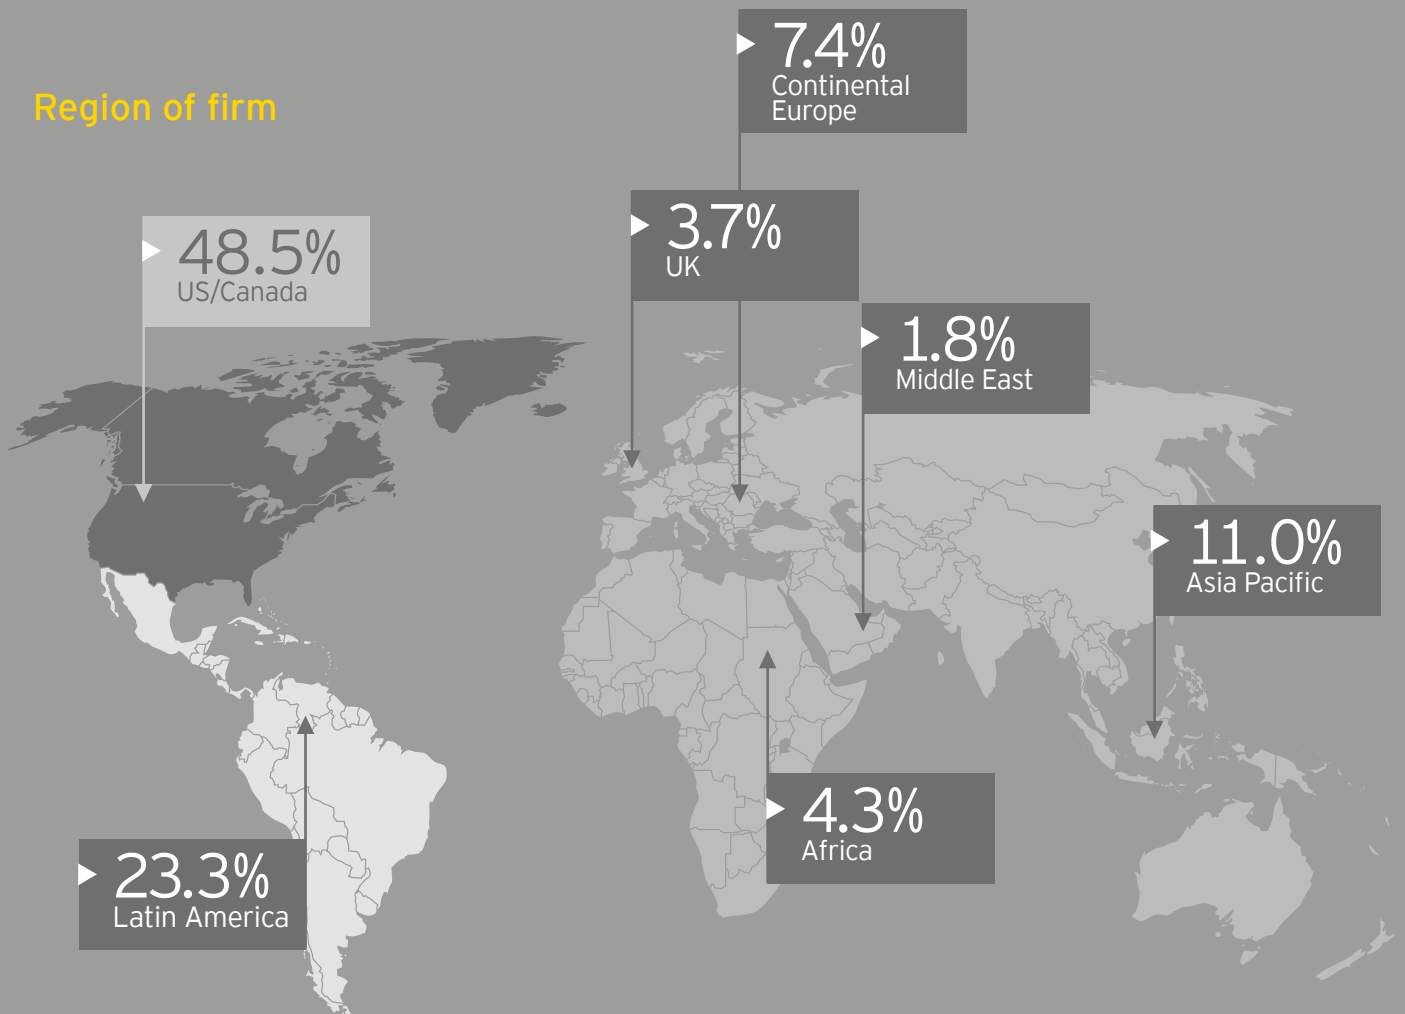 Region of firm
7.4%
Continental
Europe
3.7%
UK
48.5%
US/Canada
1.8%
Middle East
11.0%
Asia Pacific
4.3%
Africa
23.3%
Latin America